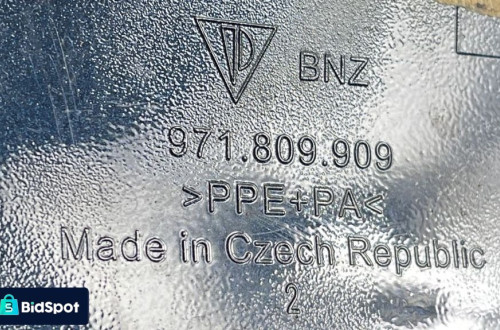 BNZ
971.809.909
>PPE+PA<
Made in Czech Republic
2
BidSpot